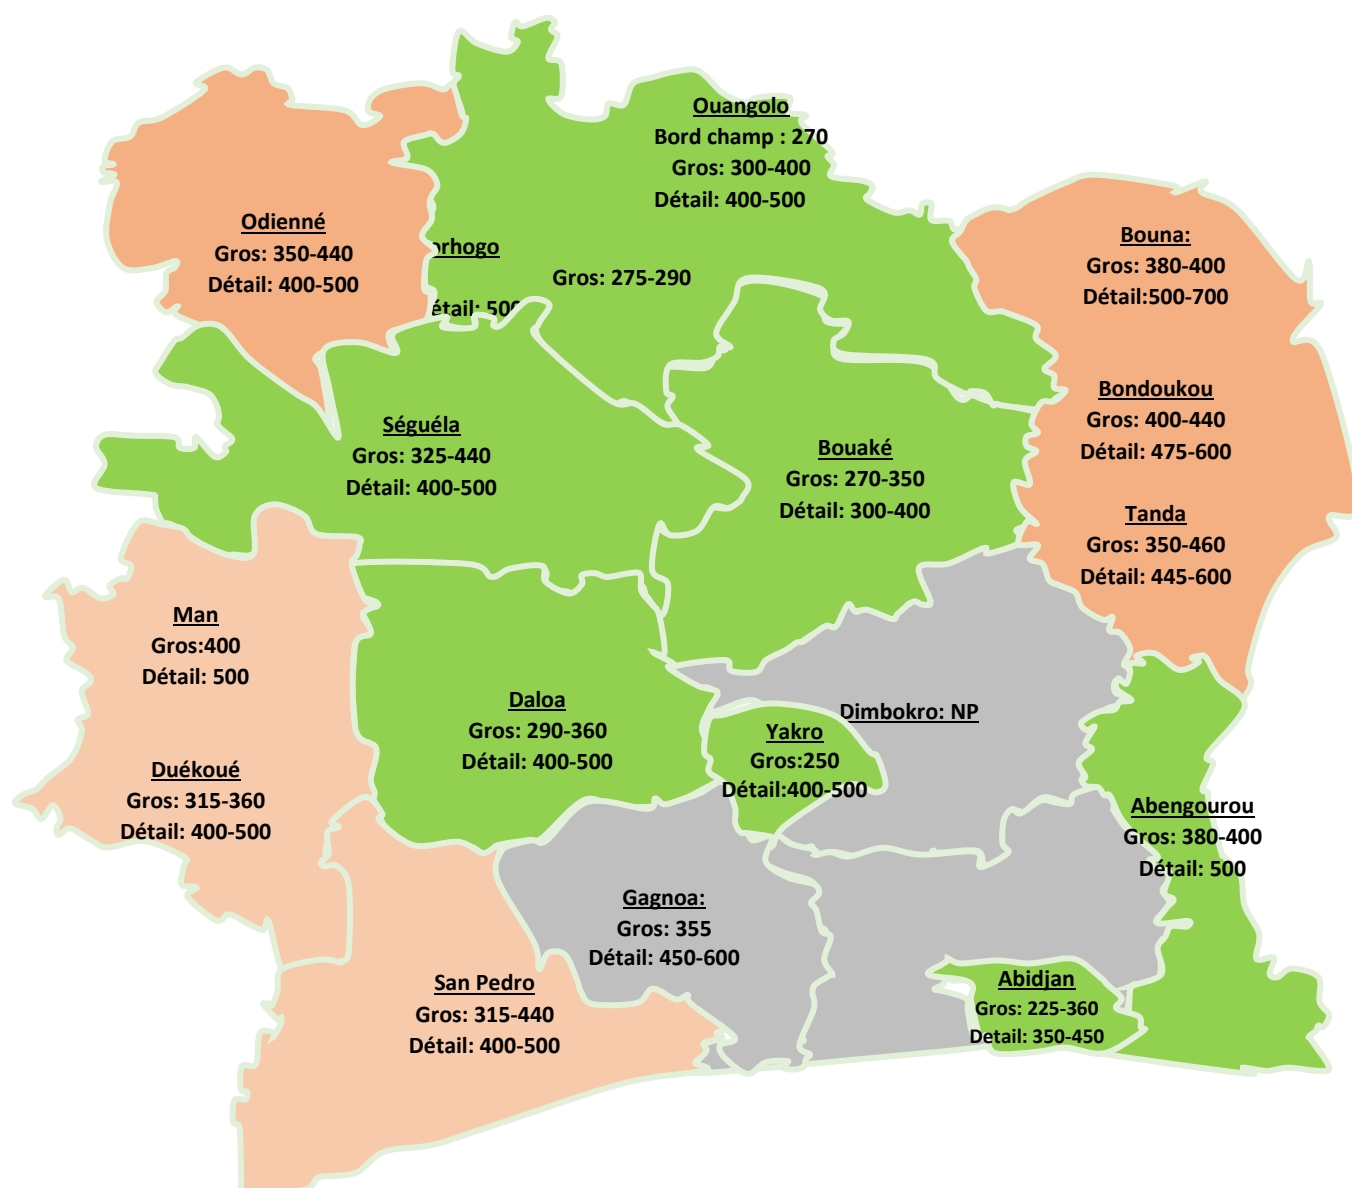 Ouangolo
Bord champ : 270
Gros: 300-400
Détail: 400-500
Odienné
Gros: 350-440
Détail: 400-500
orhogo
Gros: 275-290
étail: 500
Bouna:
Gros: 380-400
Détail:500-700
Bondoukou
Gros: 400-440
Détail: 475-600
Tanda
Gros: 350-460
Détail: 445-600
Séguéla
Gros: 325-440
Détail: 400-500
Bouaké
Gros: 270-350
Détail: 300-400
Man
Gros:400
Détail: 500
Duékoué
Gros: 315-360
Détail: 400-500
Daloa
Gros: 290-360
Détail: 400-500
Yakro
Gros:250
Détail:400-500
Dimbokro: NP
Abengourou
Gros: 380-400
Détail: 500
Gagnoa:
Gros: 355
Détail: 450-600
San Pedro
Gros: 315-440
Détail: 400-500
Abidjan
Gros: 225-360
Detail: 350-450